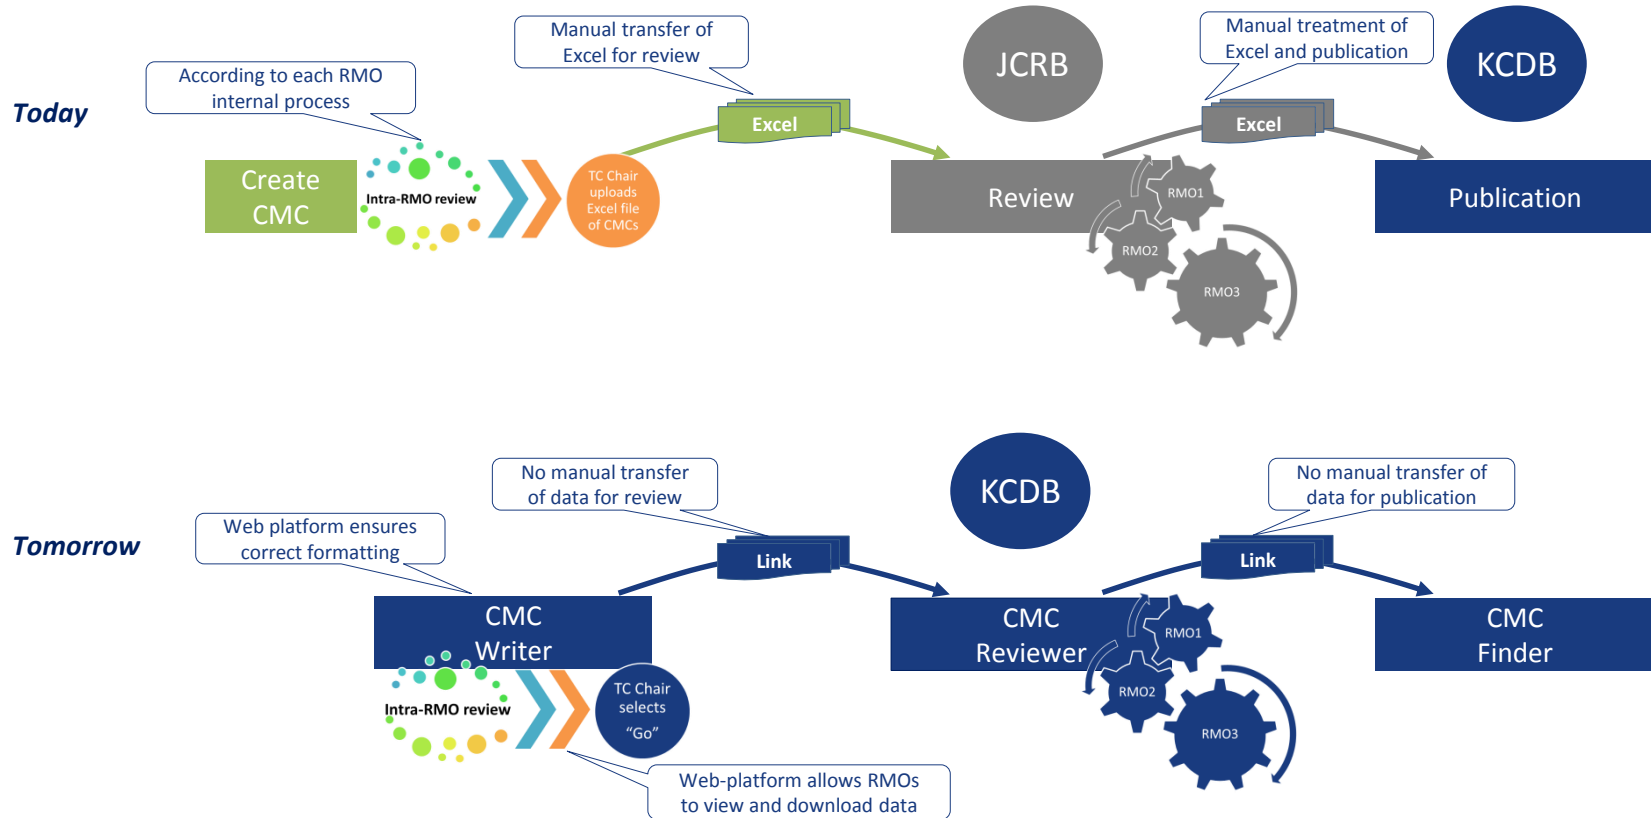 Today
According to each RMO
internal process
Manual transfer of
Excel for review
JCRB
Manual treatment of
Excel and publication
KCDB
Create
CMC
Intra-RMO review
TC Chair
uploads
Excel file
of CMCs
Excel
Review
RMO1
RMO2
RMO3
Excel
Publication
Tomorrow
Web platform ensures
correct formatting
No manual transfer
of data for review
KCDB
No manual transfer of
data for publication
CMC
Writer
Intra-RMO review
TC Chair
selects
“Go”
Web-platform allows RMOs
to view and download data
Link
CMC
Reviewer
RMO1
RMO2
RMO3
Link
CMC
Finder